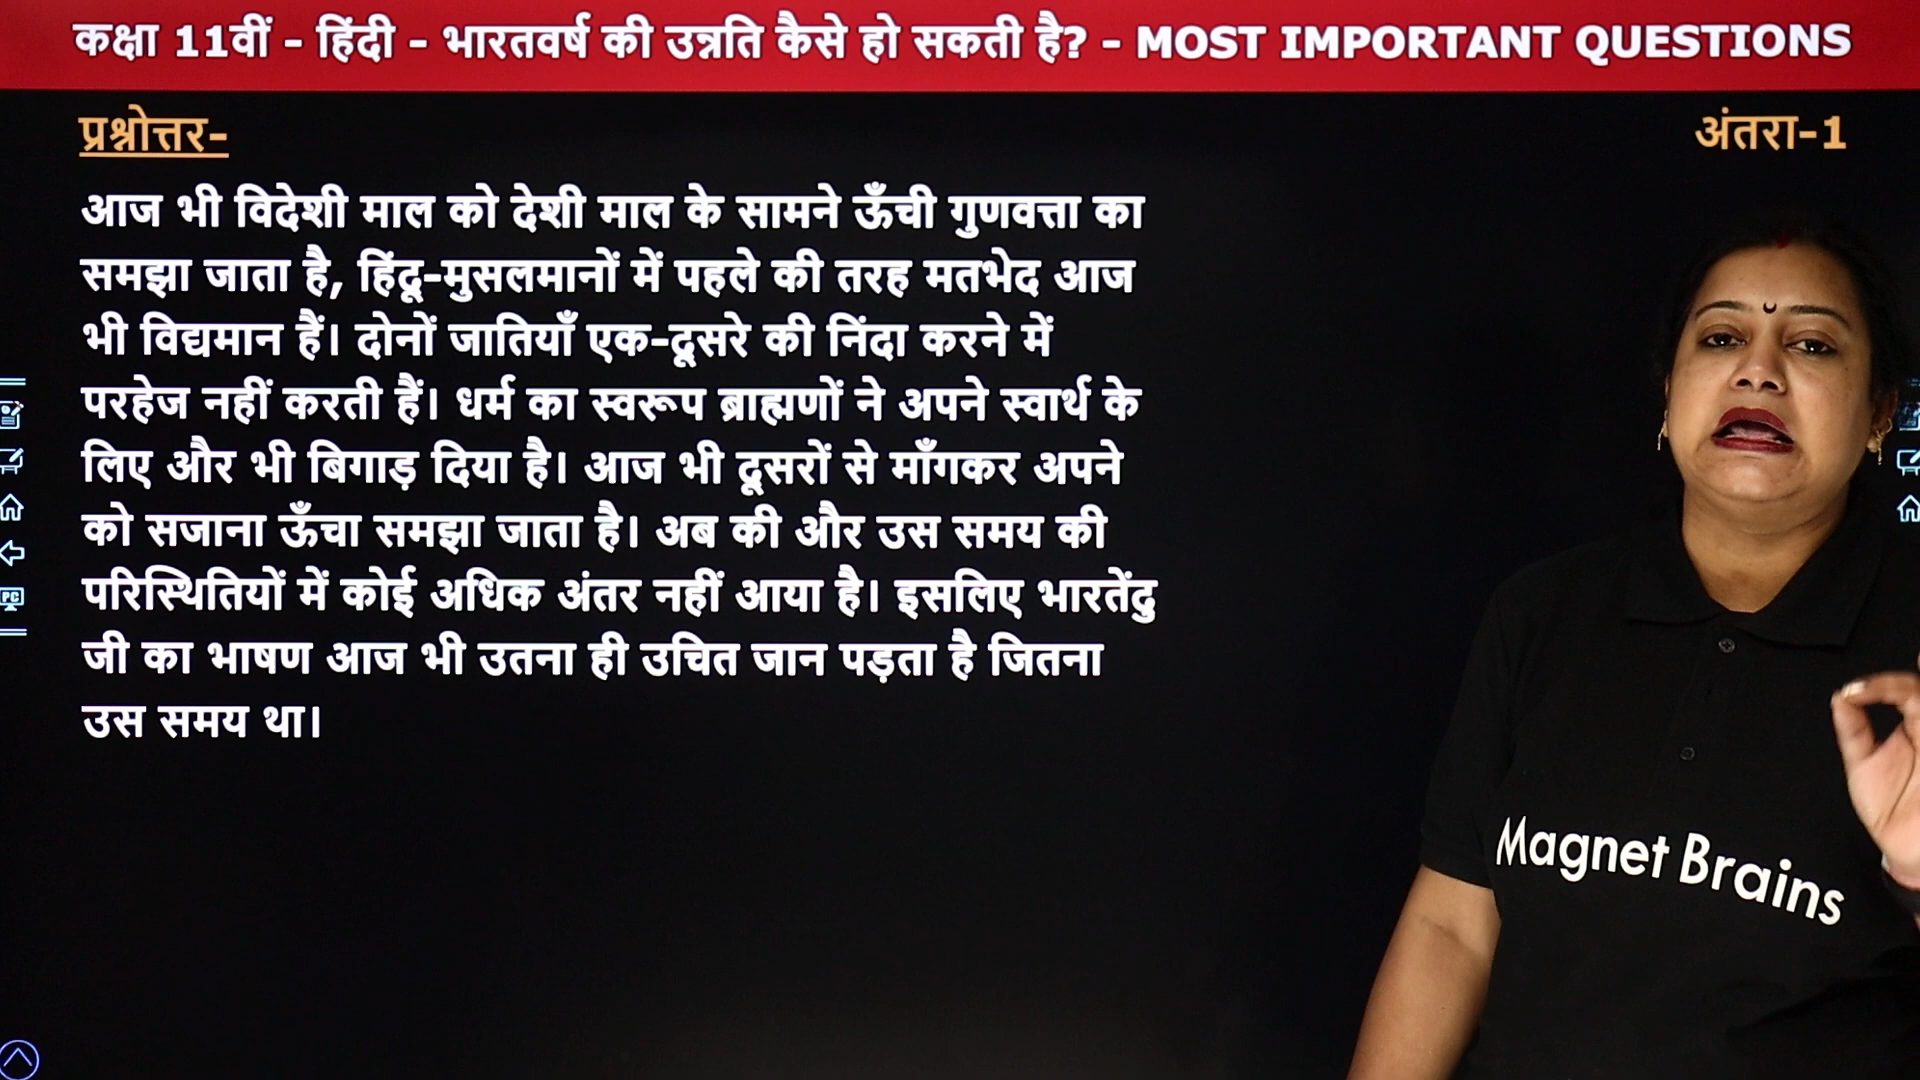 कक्षा 11वीं - हिंदी - भारतवर्ष की उन्नति कैसे हो सकती है? - MOST IMPORTANT QUESTIONS
प्रश्नोत्तर-
अंतरा-1
आज भी विदेशी माल को देशी माल के सामने ऊँची गुणवत्ता का
समझा जाता है, हिंदू-मुसलमानों में पहले की तरह मतभेद आज
भी विद्यमान हैं। दोनों जातियाँ एक-दूसरे की निंदा करने में
परहेज नहीं करती हैं। धर्म का स्वरूप ब्राह्मणों ने अपने स्वार्थ के
लिए और भी बिगाड़ दिया है। आज भी दूसरों से माँगकर अपने
को सजाना ऊँचा समझा जाता है। अब की और उस समय की
परिस्थितियों में कोई अधिक अंतर नहीं आया है। इसलिए भारतेंदु
जी का भाषण आज भी उतना ही उचित जान पड़ता है जितना
उस समय था।
PC
Magnet Brains